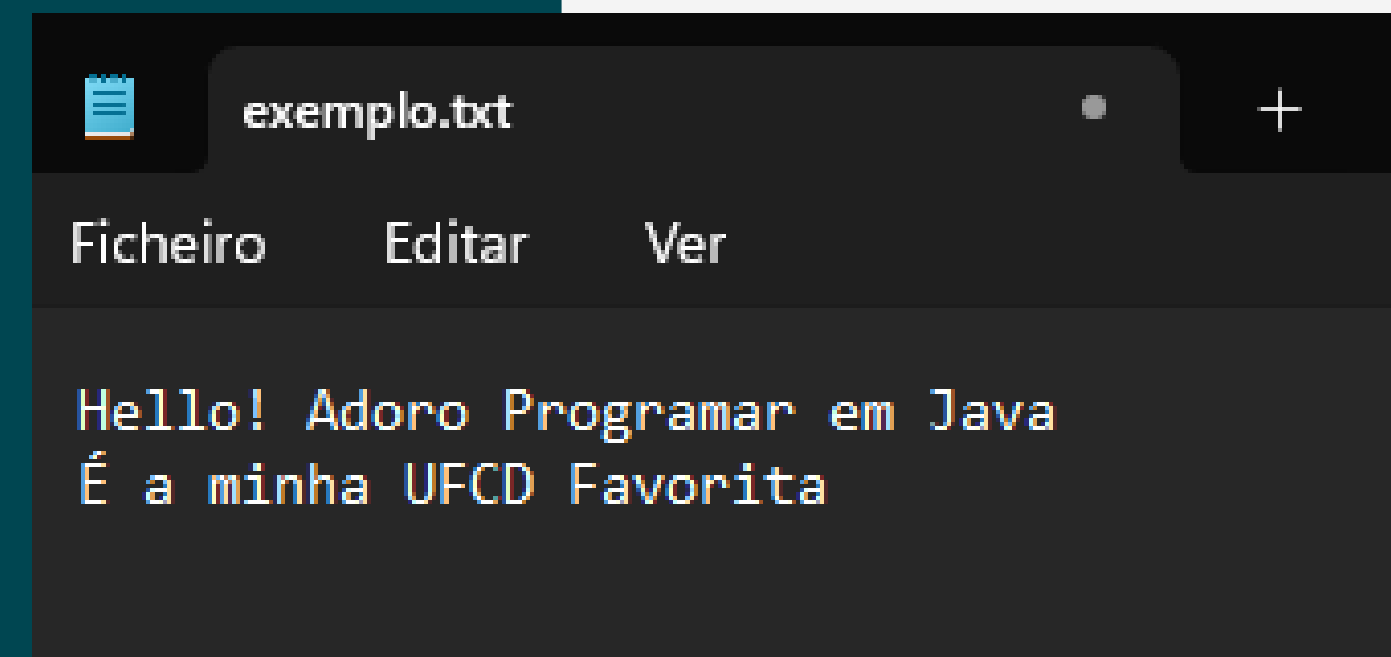 exemplo.txt
Ficheiro Editar Ver
Hello! Adoro Programar em Java
É a minha UFCD Favorita